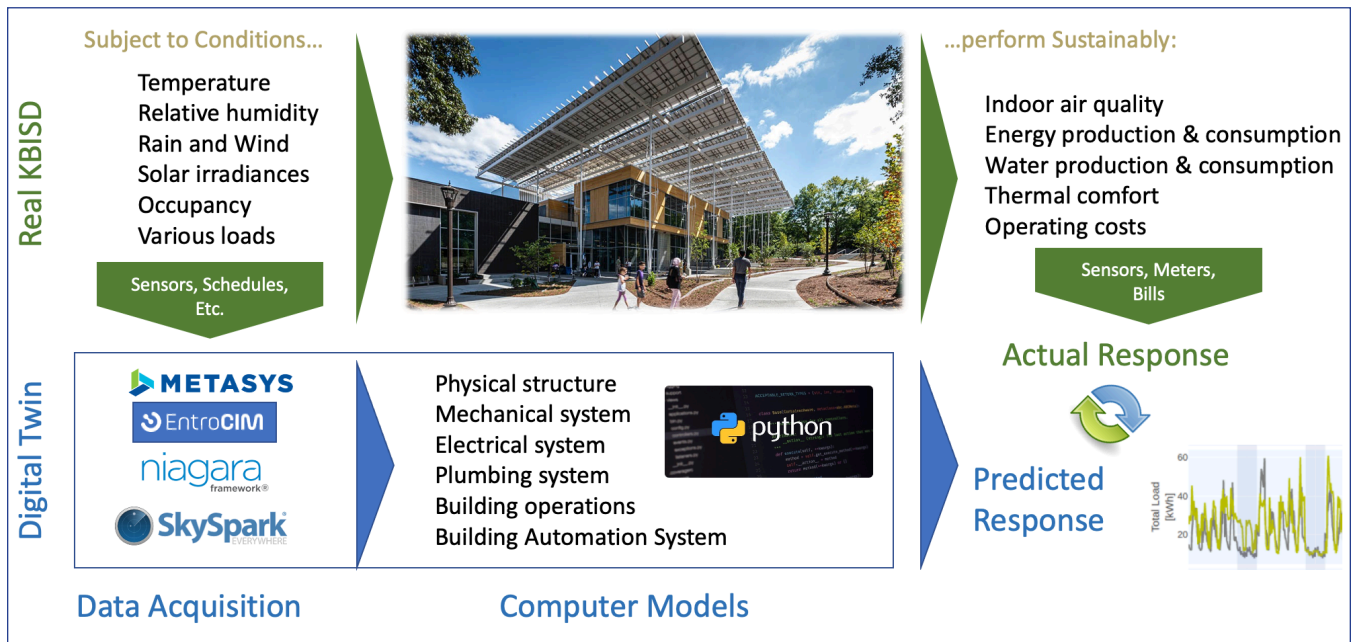 Subject to Conditions...
...perform Sustainably:
Real KBISD
Temperature
Relative humidity
Rain and Wind
Solar irradiances
Occupancy
Various loads
Sensors, Schedules,
Etc.
Indoor air quality
Energy production & consumption
Water production & consumption
Thermal comfort
Operating costs
Sensors, Meters,
Bills
Digital Twin
METASYS
EntroCIM
niagara
framework®
SkySpark®
EVERYWHERE
Physical structure
Mechanical system
Electrical system
Plumbing system
Building operations
Building Automation System
python
Actual Response
Predicted
Response
Total Load
[kWh]
60
40
20
Data Acquisition
Computer Models